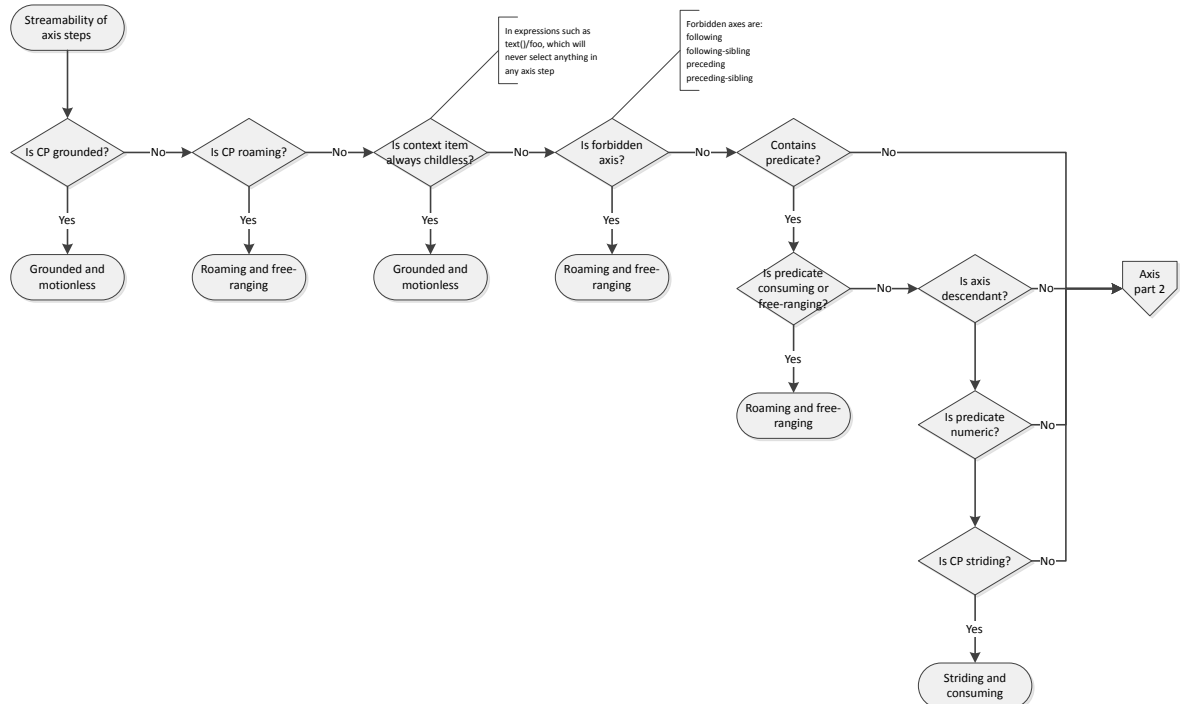 Streamability of
axis steps
In expressions such as
text()/foo, which will
never select anything in
any axis step
Forbidden axes are:
following
following-sibling
preceding
preceding-sibling
Is CP grounded?
No
Is CP roaming?
No
Is context item
always childless?
No
Is forbidden
axis?
No
Contains
predicate?
No
Yes
Yes
Yes
Yes
Yes
Grounded and
motionless
Roaming and free-
ranging
Grounded and
motionless
Roaming and free-
ranging
Is predicate
consuming or
free-ranging?
No
Is axis
descendant?
No
Axis
part 2
Yes
Roaming and free-
ranging
Is predicate
numeric?
No
Is CP striding?
No
Yes
Striding and
consuming